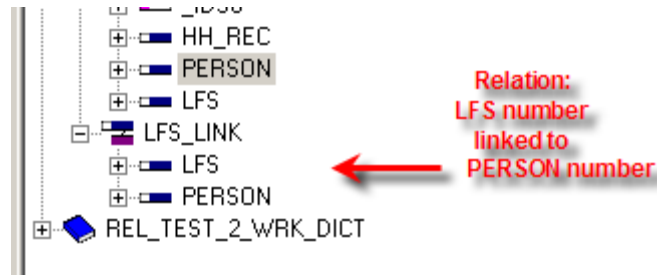 HH_REC
PERSON
LFS
LFS_LINK
LFS
PERSON
REL_TEST_2_WRK_DICT
Relation:
LFS number
linked to
PERSON number